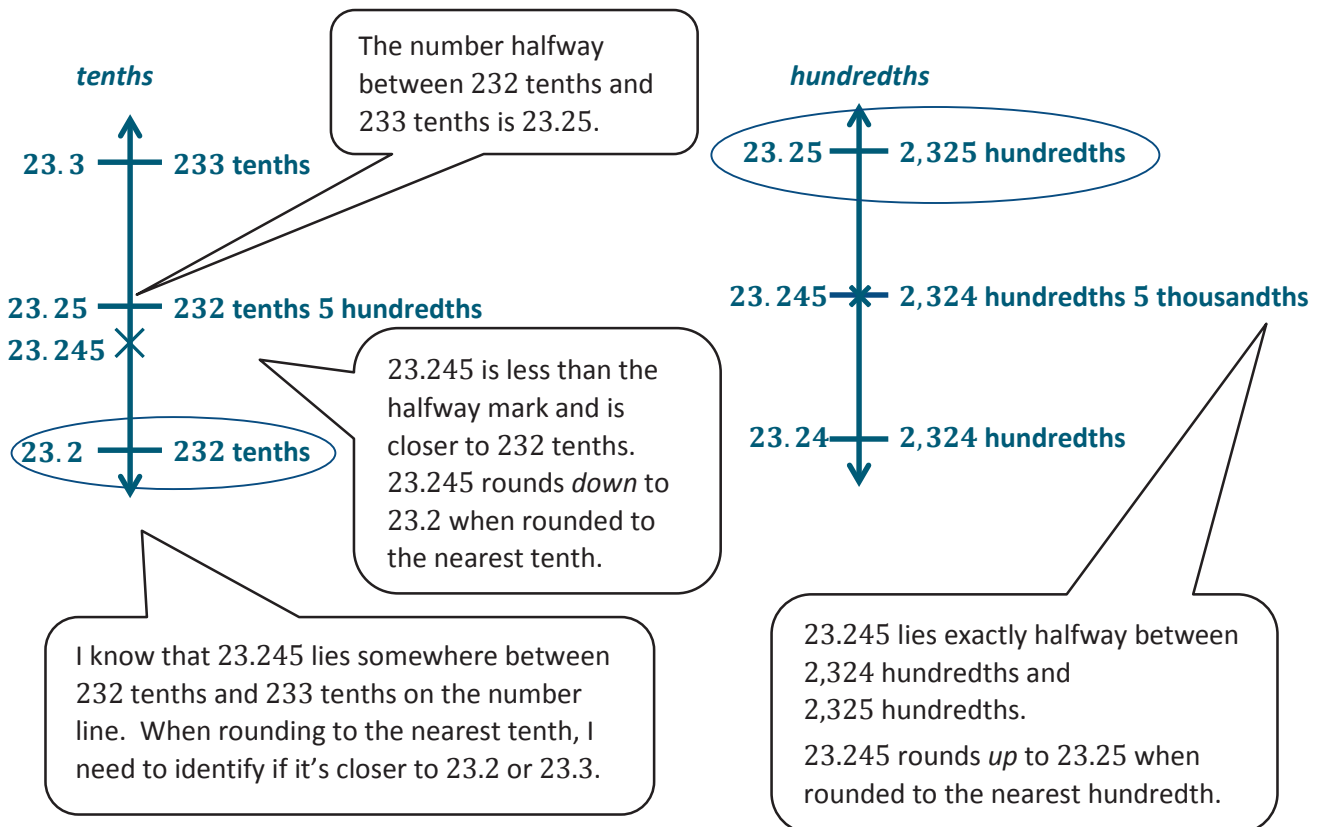 The number halfway
between 232 tenths and
233 tenths is 23.25.
tenths
23.3 233 tenths
23.25 232 tenths 5 hundredths
23.245
23.2 232 tenths
23.245 is less than the
halfway mark and is
closer to 232 tenths.
23.245 rounds down to
23.2 when rounded to
the nearest tenth.
I know that 23.245 lies somewhere between
232 tenths and 233 tenths on the number
line. When rounding to the nearest tenth, I
need to identify if it's closer to 23.2 or 23.3.
hundredths
23.25 2,325 hundredths
23.245 2,324 hundredths 5 thousandths
23.24 2,324 hundredths
23.245 lies exactly halfway between
2,324 hundredths and
2,325 hundredths.
23.245 rounds up to 23.25 when
rounded to the nearest hundredth.